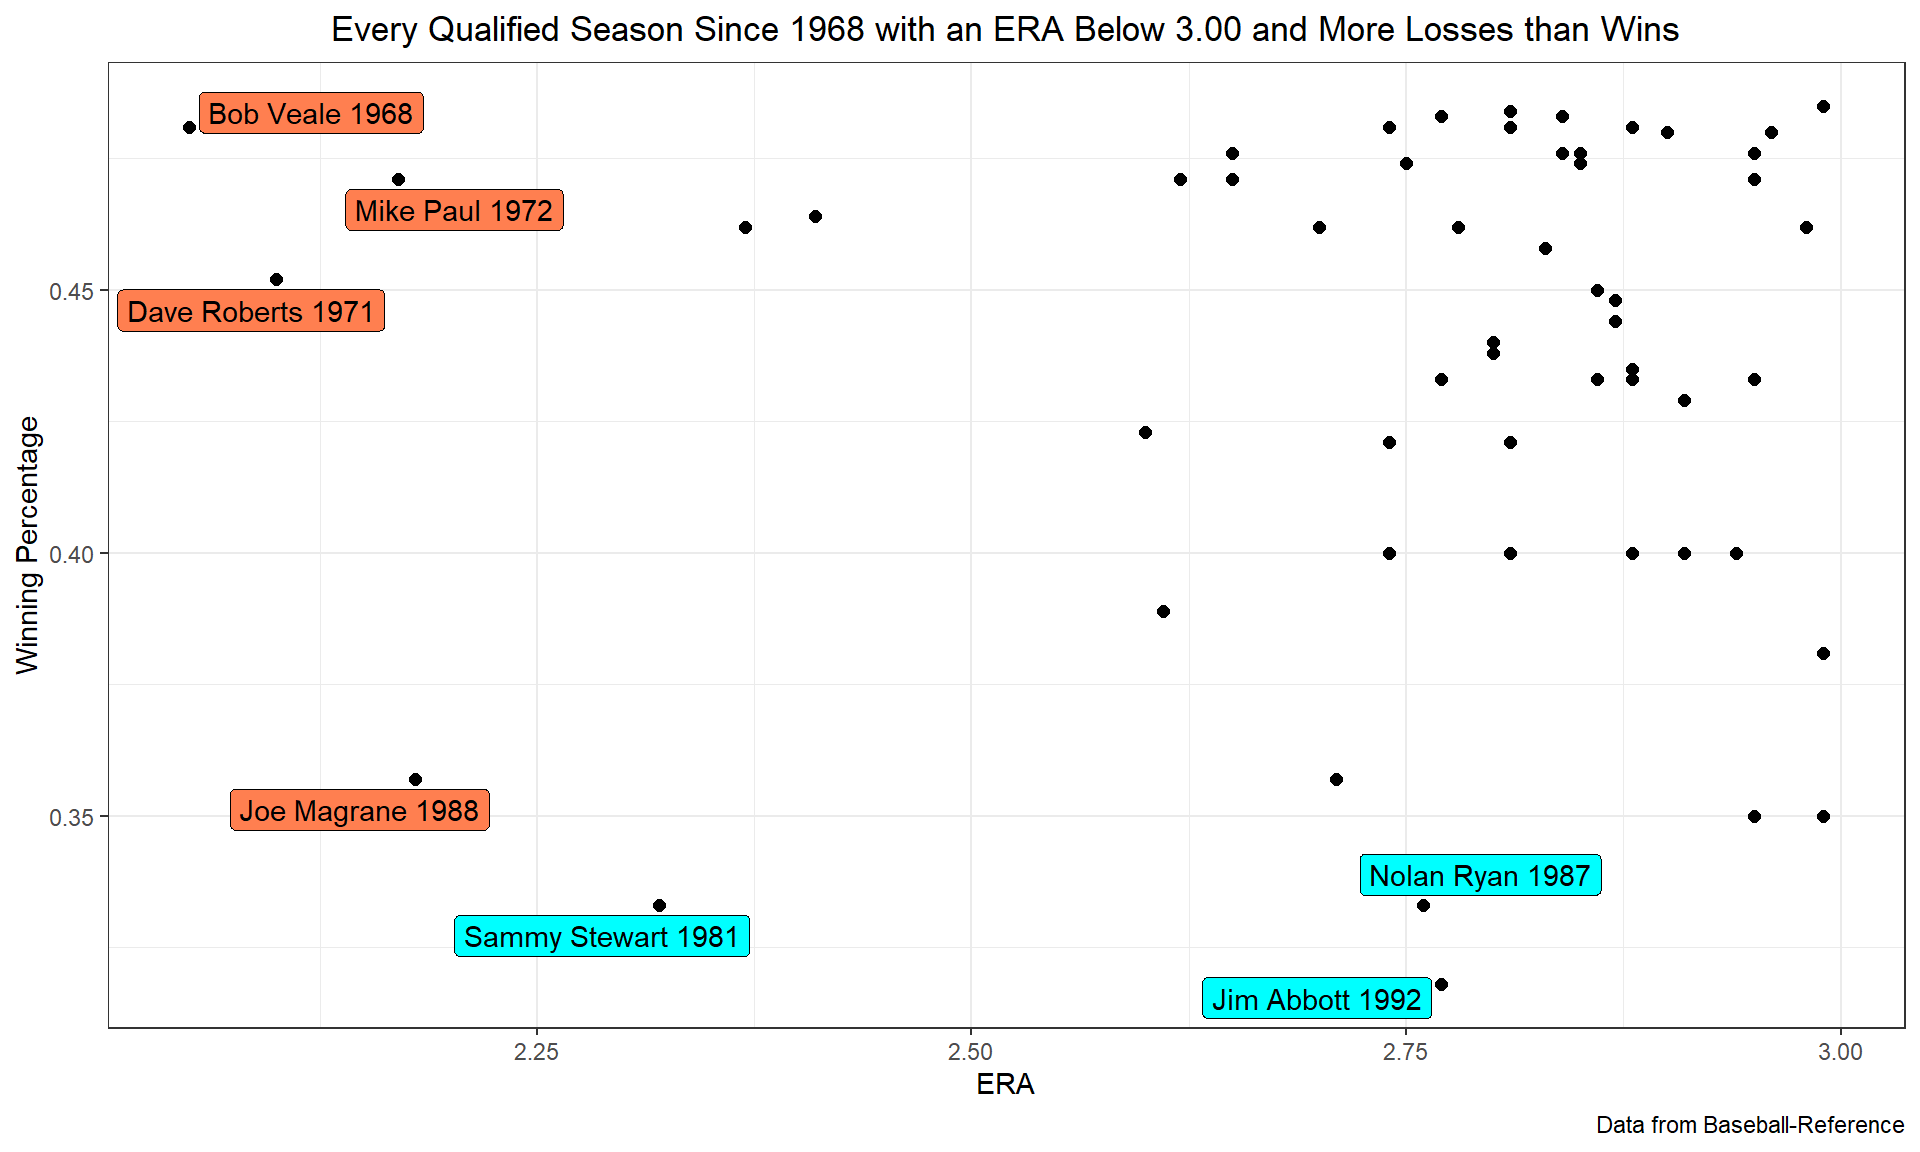 Every Qualified Season Since 1968 with an ERA Below 3.00 and More Losses than Wins
Bob Veale 1968
Mike Paul 1972
Dave Roberts 1971
Joe Magrane 1988
Nolan Ryan 1987
Sammy Stewart 1981
Jim Abbott 1992
Winning Percentage
0.45
0.40
0.35
2.25
2.50
2.75
3.00
ERA
Data from Baseball-Reference